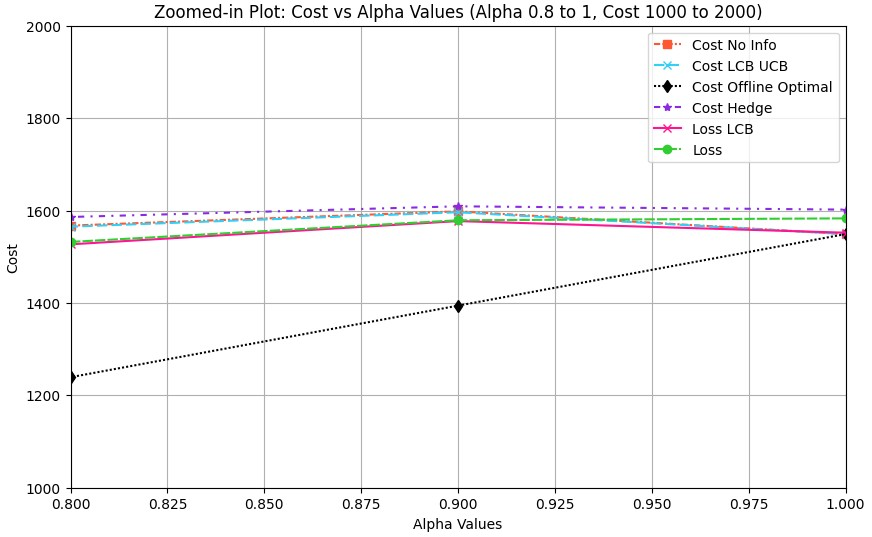 Zoomed-in Plot: Cost vs Alpha Values (Alpha 0.8 to 1, Cost 1000 to 2000)
Cost No Info
Cost LCB UCB
Cost Offline Optimal
Cost Hedge
Loss LCB
Loss
Cost
2000
1800
1600
1400
1200
1000
0.800 0.825 0.850 0.875 0.900 0.925 0.950 0.975 1.000
Alpha Values